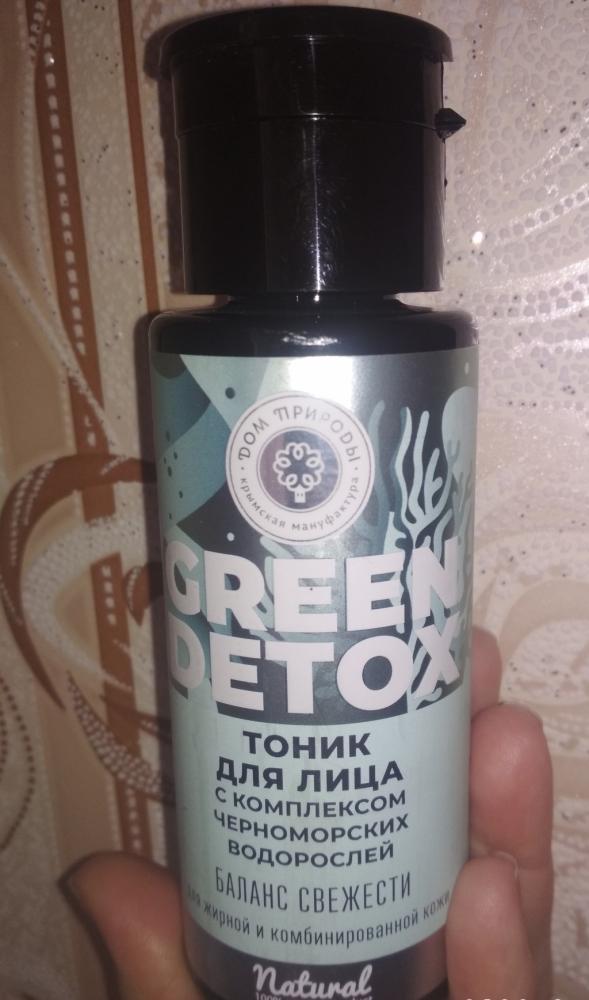 ДОМ ПРИРОДЫ
крымская мануфактура
GREEN
DETOX
ТОНИК
ДЛЯ ЛИЦА
С КОМПЛЕКСОМ
ЧЕРНОМОРСКИХ
ВОДОРОСЛЕЙ
БАЛАНС СВЕЖЕСТИ
для жирной и комбинированной кожи
Natural
100%